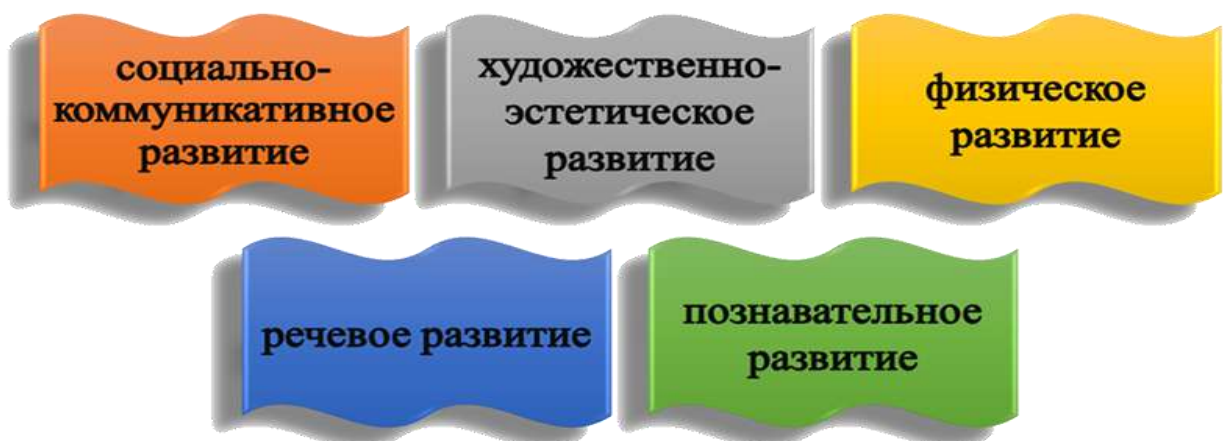 социально-
коммуникативное
развитие
художественно-
эстетическое
развитие
физическое
развитие
речевое развитие
познавательное
развитие